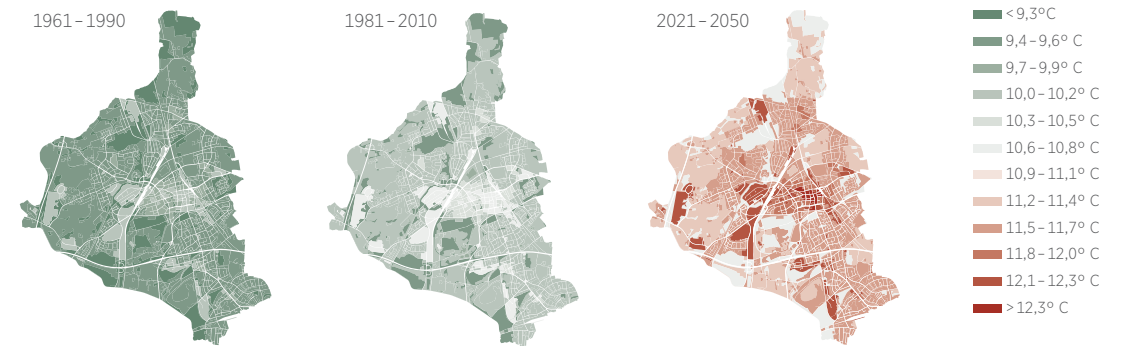 1961–1990
1981–2010
2021–2050
< 9,3°C
9,4–9,6° C
9,7–9,9° C
10,0–10,2° C
10,3–10,5° C
10,6–10,8° C
10,9–11,1° C
11,2–11,4° C
11,5–11,7° C
11,8–12,0° C
12,1–12,3° C
> 12,3° C